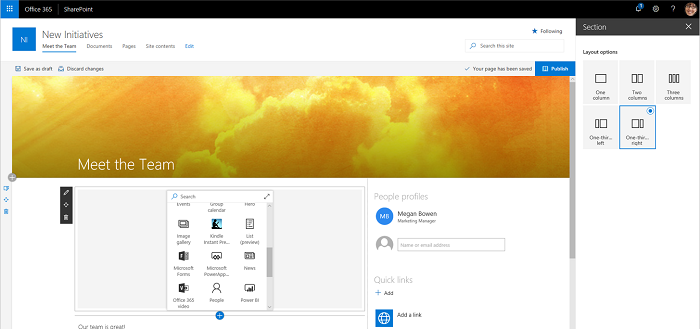 Office 365 SharePoint
Section
NI
New Initiatives
Following
Meet the Team Documents Pages Site contents Edit
Search this site
Layout options
Save as draft Discard changes
Your page has been saved
Publish
One
column
Two
columns
Three
columns
One-thir...
left
One-thir...
right
Meet the Team
Search
Events
Group
calendar
Hero
Image
gallery
Kindle
Instant Pre...
List
(preview)
Microsoft
Forms
Microsoft
PowerApp...
News
Office 365
video
People
Power BI
People profiles
MB
Megan Bowen
Marketing Manager
Name or email address
Quick links
Add
Add a link
Our team is great!